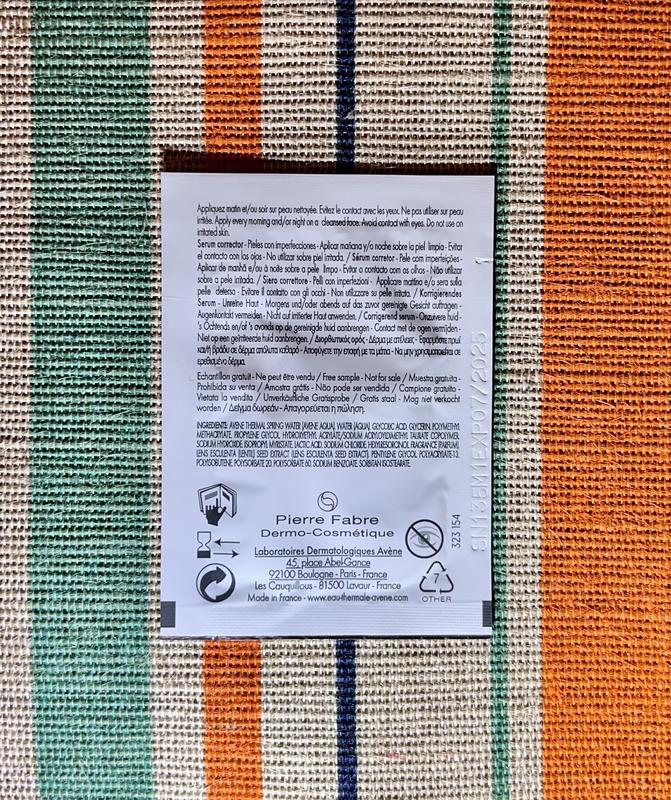 Appliquez matin et/ou soir sur peau nettoyée. Evitez le contact avec les yeux. Ne pas utiliser sur peau
irritée. Apply every morning and/or night on a cleansed face. Avoid contact with eyes. Do not use on
irritated skin.
Serum corrector - Pieles con imperfecciones - Aplicar mañana y/o noche sobre la piel limpia - Evitar
el contacto con los ojos - No utilizar sobre piel irritada. / Sérum corretor - Pele com imperfeições -
Aplicar de manhã e/ou à noite sobre a pele limpa - Evitar o contacto com os olhos - Não utilizar
sobre a pele irritada. / Siero correttore - Pelli con imperfezioni - Applicare mattino e/o sera sulla
pelle detersa - Evitare il contatto con gli occhi - Non utilizzare su pelle irritata. / Korrigierendes
Serum - Unreine Haut - Morgens und/oder abends auf das zuvor gereinigte Gesicht auftragen -
Augenkontakt vermeiden - Nicht auf irritierter Haut anwenden. / Corrigerend serum - Onzuivere huid -
's Ochtends en/of 's avonds op de gereinigde huid aanbrengen - Contact met de ogen vermijden -
Niet op een geïrriteerde huid aanbrengen. / Διορθωτικός ορός - Δέρμα με ατέλειες - Εφαρμόστε πρωί
και/ή βράδυ σε δέρμα απόλυτα καθαρό - Αποφύγετε την επαφή με τα μάτια - Να μην χρησιμοποιείται σε
ερεθισμένο δέρμα.
Echantillon gratuit - Ne peut être vendu / Free sample - Not for sale / Muestra gratuita -
Prohibida su venta / Amostra grátis - Não pode ser vendida / Campione gratuito -
Vietata la vendita / Unverkäufliche Gratisprobe / Gratis staal - Mag niet verkocht
worden / Δείγμα δωρεάν - Απαγορεύεται η πώληση.
INGREDIENTS: AVENE THERMAL SPRING WATER (AVENE AQUA). WATER (AQUA). GLYCOLIC ACID. GLYCERIN. POLYMETHYL
METHACRYLATE. PROPYLENE GLYCOL. HYDROXYETHYL ACRYLATE/SODIUM ACRYLOYLDIMETHYL TAURATE COPOLYMER.
SODIUM HYDROXIDE. ISOPROPYL MYRISTATE. LACTIC ACID. SODIUM CHLORIDE. HEXYLRESORCINOL. FRAGRANCE (PARFUM).
LENS ESCULENTA (LENTIL) SEED EXTRACT (LENS ESCULENTA SEED EXTRACT). PENTYLENE GLYCOL. POLYACRYLATE-13.
POLYISOBUTENE. POLYSORBATE 20. POLYSORBATE 60. SODIUM BENZOATE. SORBITAN ISOSTEARATE.
Pierre Fabre
Dermo-Cosmétique
Laboratoires Dermatologiques Avène
45, place Abel-Gance
92100 Boulogne - Paris - France
Les Cauquillous - 81500 Lavaur - France
Made in France - www.eau-thermale-avene.com
7
OTHER
323 154
EXP07/2025